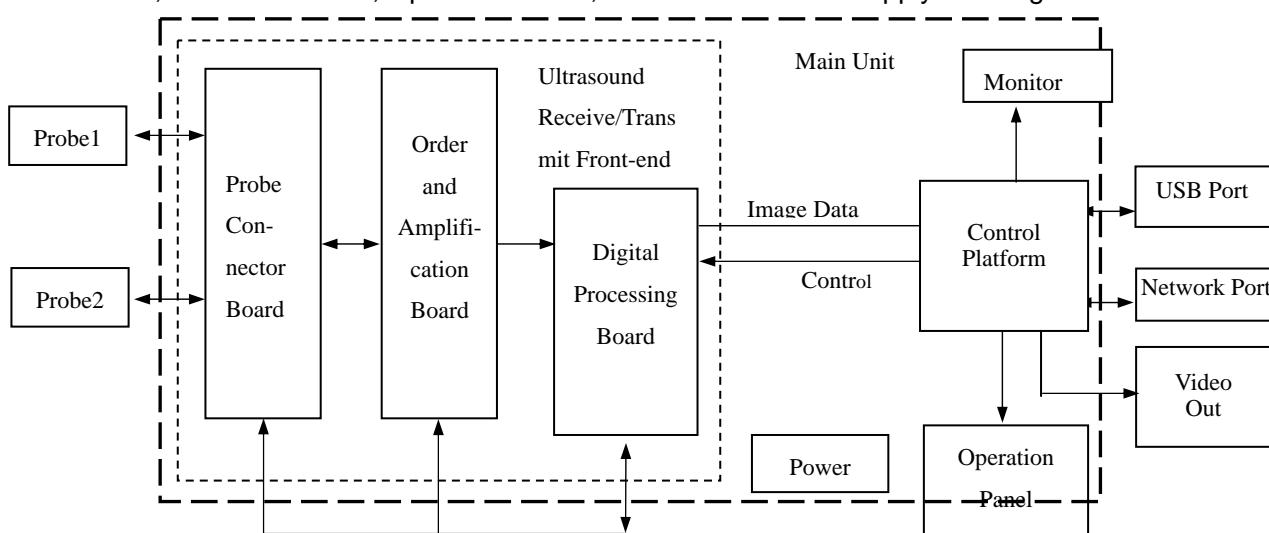 Main Unit
Monitor
Ultrasound
Receive/Trans
mit Front-end
Probe1
Probe2
Probe
Con-
nector
Board
Order
and
Amplifi-
cation
Board
Digital
Processing
Board
Image Data
Control
Control
Platform
USB Port
Network Port
Video
Out
Power
Operation
Panel